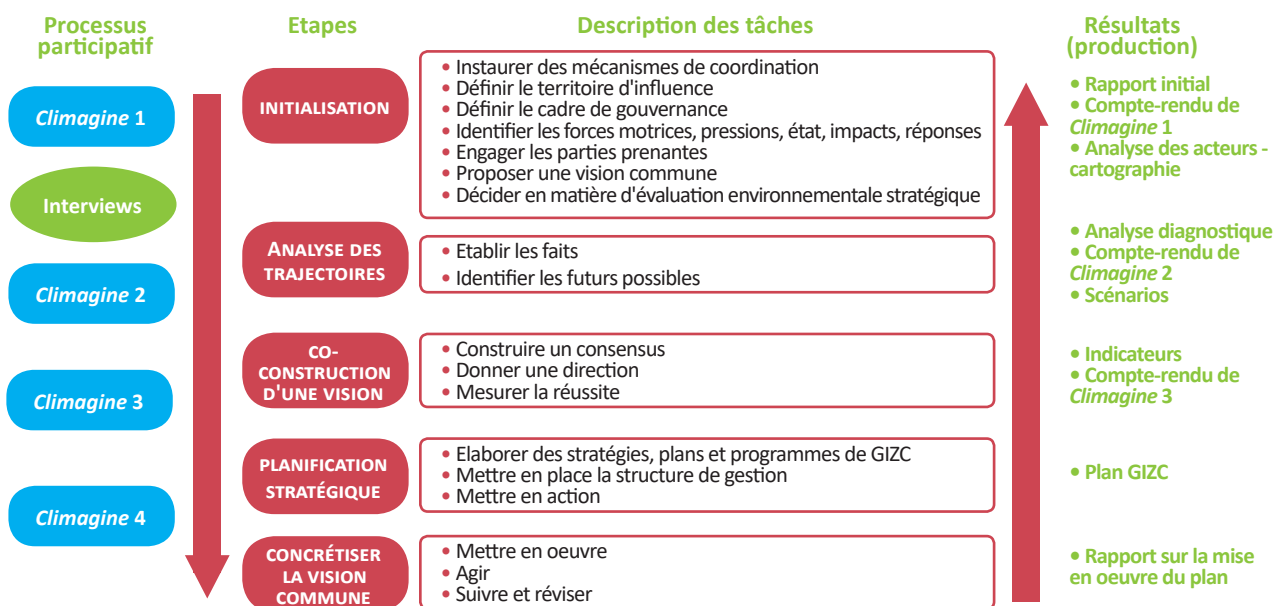 Processus
participatif
Etapes
Description des tâches
Résultats
(production)
Climagine 1
Interviews
Climagine 2
Climagine 3
Climagine 4
INITIALISATION
• Instaurer des mécanismes de coordination
• Définir le territoire d'influence
• Définir le cadre de gouvernance
• Identifier les forces motrices, pressions, état, impacts, réponses
• Engager les parties prenantes
• Proposer une vision commune
• Décider en matière d'évaluation environnementale stratégique
• Rapport initial
• Compte-rendu de
Climagine 1
• Analyse des acteurs -
cartographie
ANALYSE DES
TRAJECTOIRES
• Etablir les faits
• Identifier les futurs possibles
• Analyse diagnostique
• Compte-rendu de
Climagine 2
• Scénarios
CO-
CONSTRUCTION
D'UNE VISION
• Construire un consensus
• Donner une direction
• Mesurer la réussite
• Indicateurs
• Compte-rendu de
Climagine 3
PLANIFICATION
STRATÉGIQUE
• Elaborer des stratégies, plans et programmes de GIZC
• Mettre en place la structure de gestion
• Mettre en action
• Plan GIZC
CONCRÉTISER
LA VISION
COMMUNE
• Mettre en oeuvre
• Agir
• Suivre et réviser
• Rapport sur la mise
en oeuvre du plan